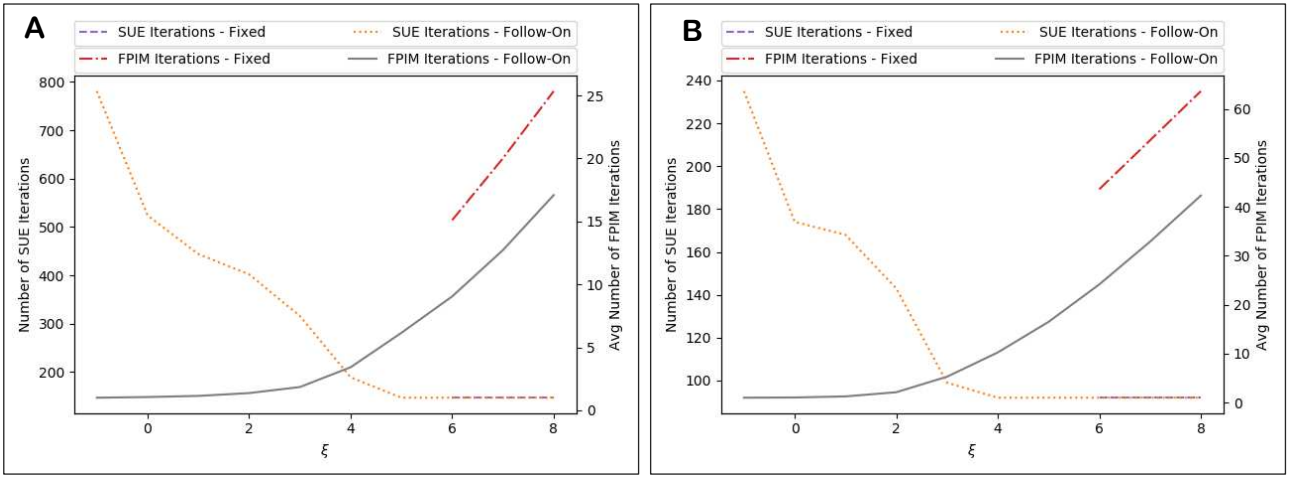 A
SUE Iterations - Fixed
SUE Iterations - Follow-On
FPIM Iterations - Fixed
FPIM Iterations - Follow-On
800
700
600
500
400
300
200
Number of SUE Iterations
25
20
15
10
5
0
Avg Number of FPIM Iterations
0 2 4 6 8
ξ
B
SUE Iterations - Fixed
SUE Iterations - Follow-On
FPIM Iterations - Fixed
FPIM Iterations - Follow-On
240
220
200
180
160
140
120
100
Number of SUE Iterations
60
50
40
30
20
10
0
Avg Number of FPIM Iterations
0 2 4 6 8
ξ